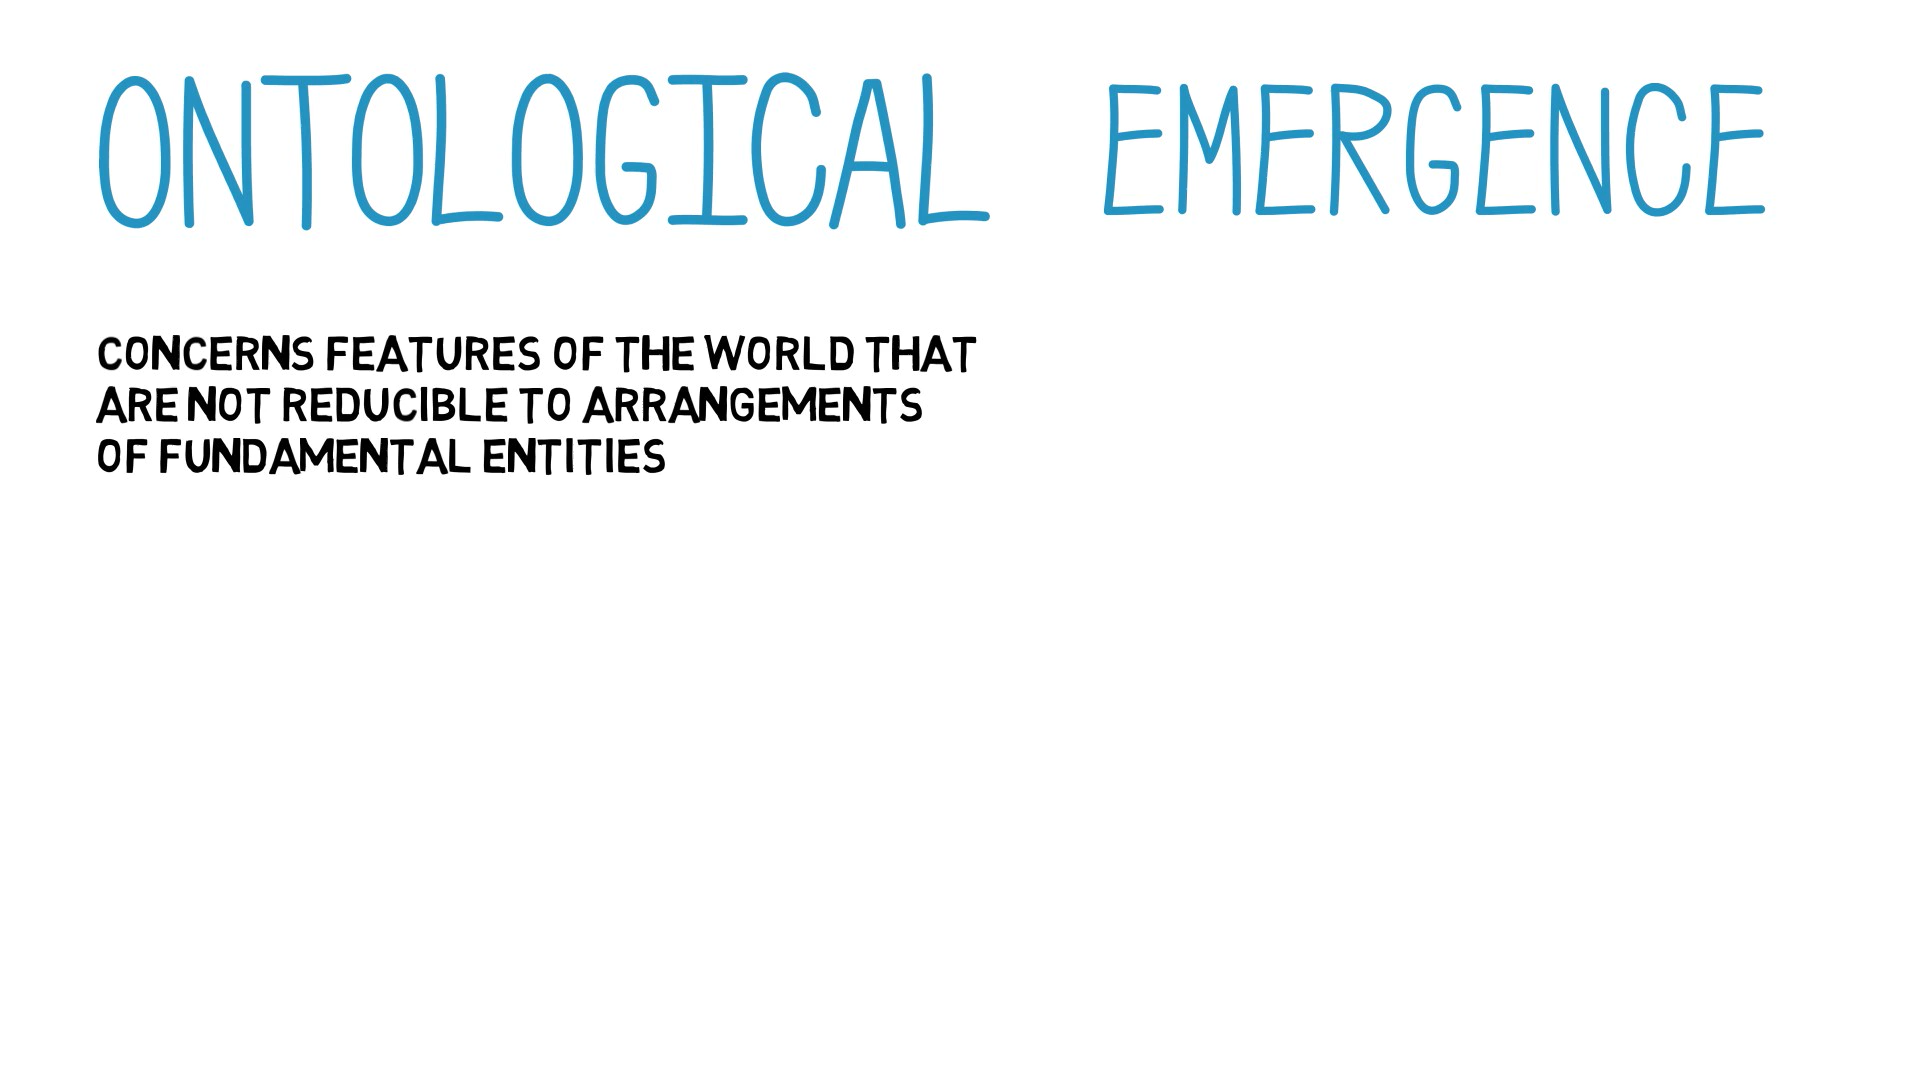 ONTOLOGICAL EMERGENCE
CONCERNS FEATURES OF THE WORLD THAT
ARE NOT REDUCIBLE TO ARRANGEMENTS
OF FUNDAMENTAL ENTITIES